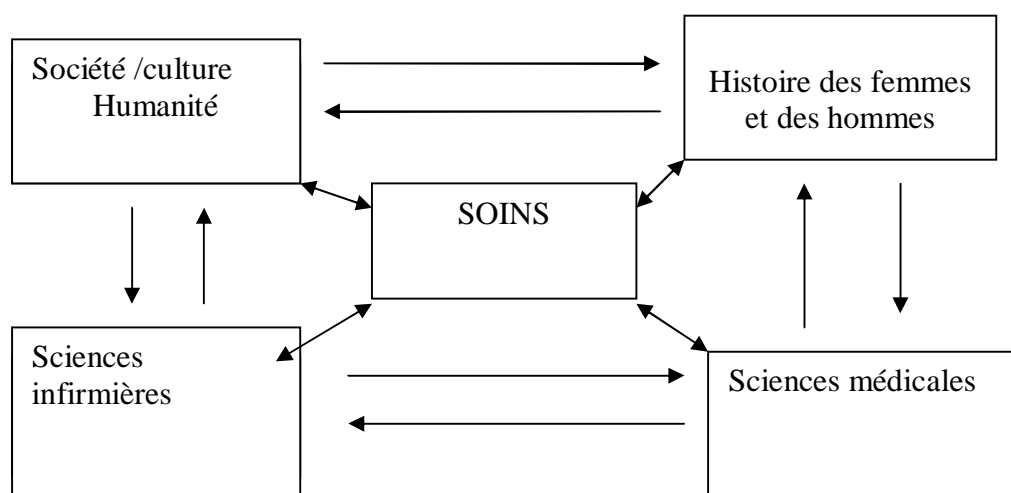 Société /culture
Humanité
Histoire des femmes
et des hommes
SOINS
Sciences
infirmières
Sciences médicales